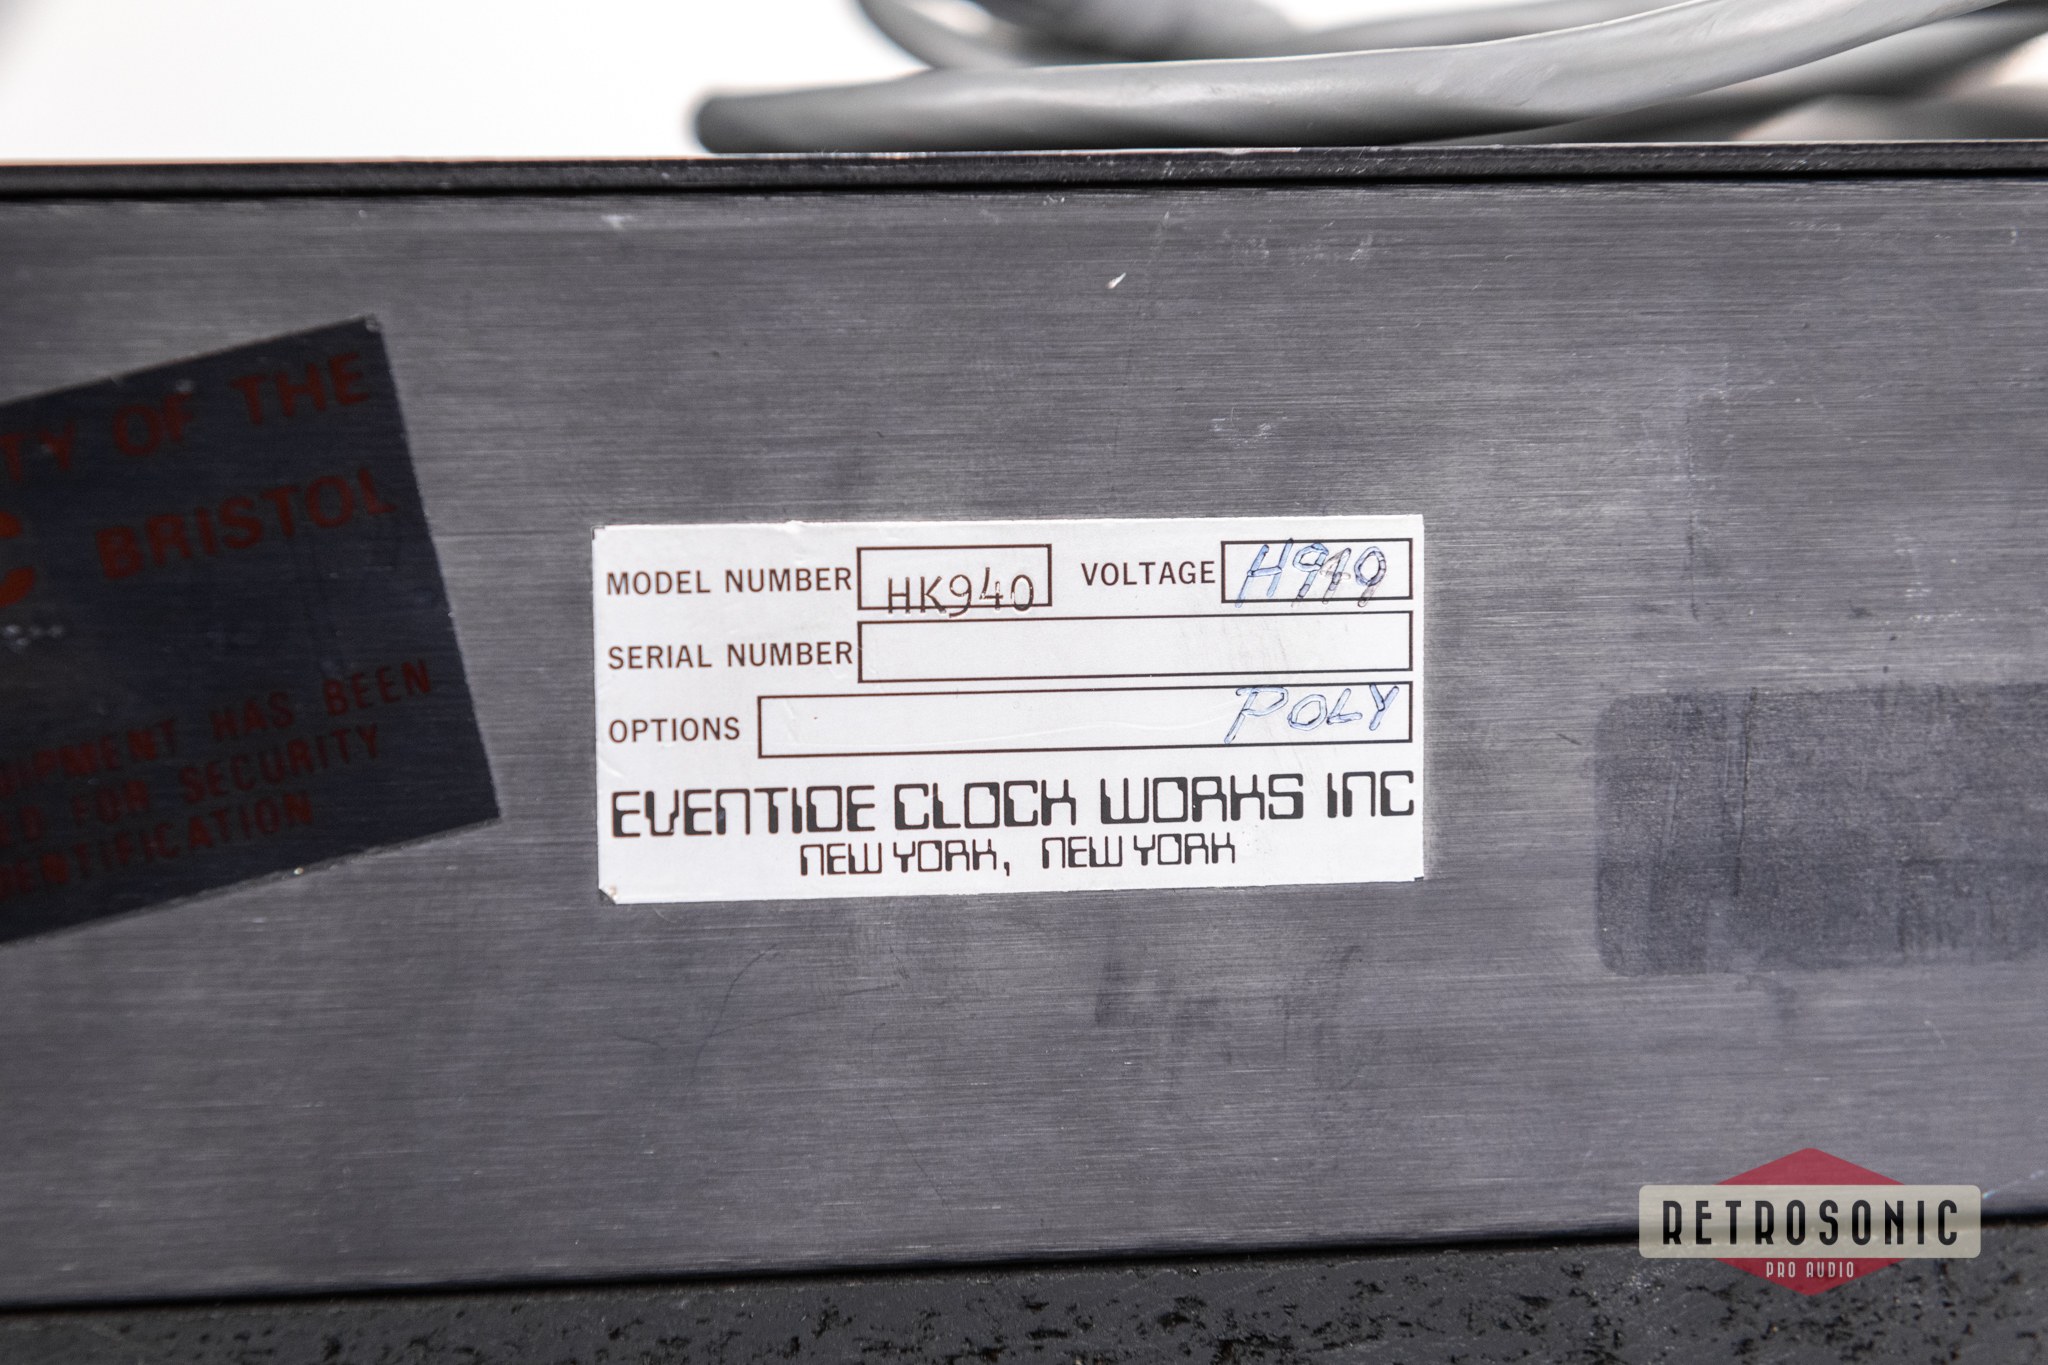 TY OF THE
BRISTOL
HAS BEEN
FOR SECURITY
MODEL NUMBER HK940 VOLTAGE H910
SERIAL NUMBER
OPTIONS POLY
EVENTIDE CLOCK WORKS INC
NEW YORK, NEW YORK
RETROSONIC
PRO AUDIO